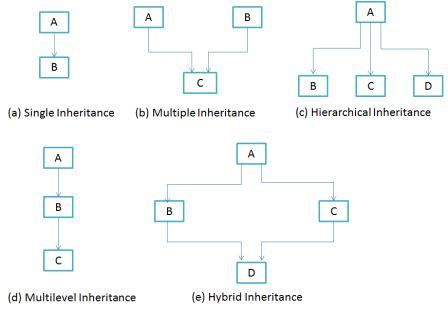 A
B
(a) Single Inheritance
A
B
C
(b) Multiple Inheritance
A
B
C
D
(c) Hierarchical Inheritance
A
B
C
(d) Multilevel Inheritance
A
B
C
D
(e) Hybrid Inheritance